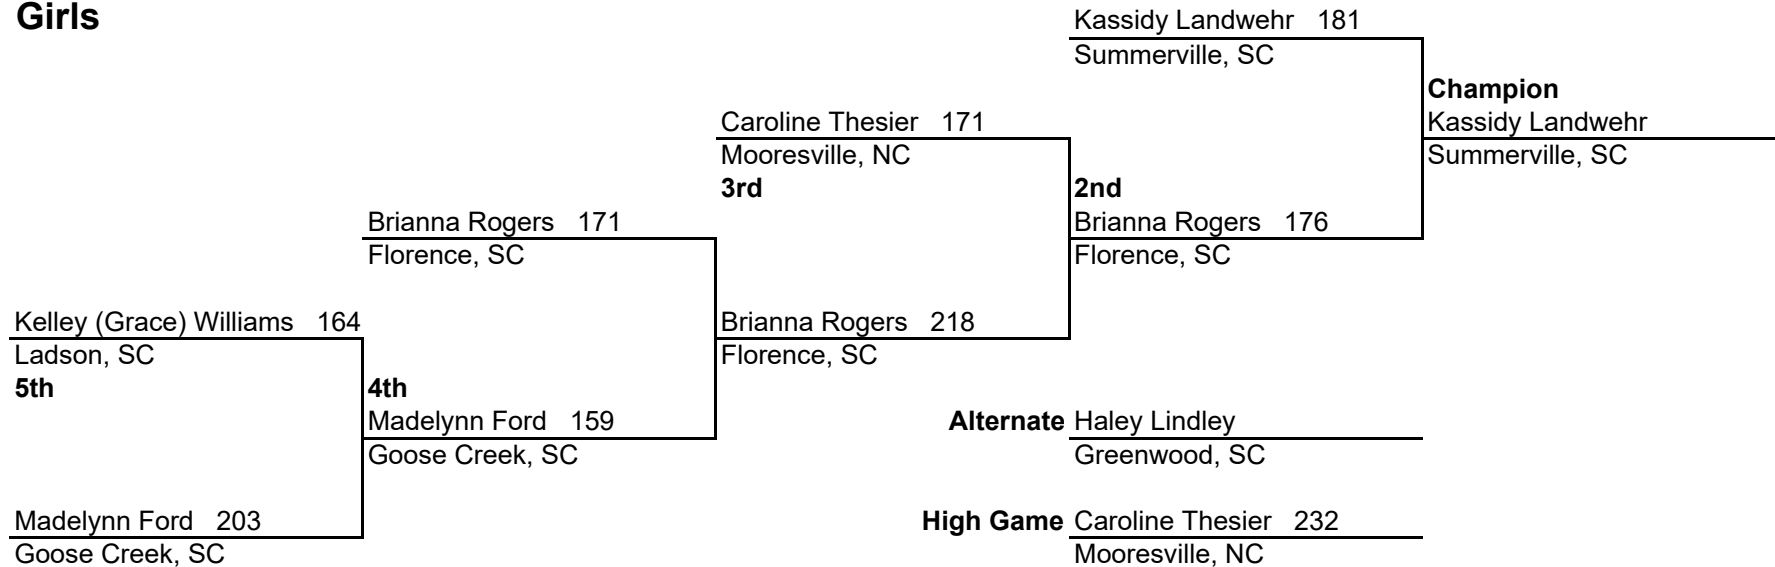 Girls
Kassidy Landwehr 181
Summerville, SC
Champion
Caroline Thesier 171
Kassidy Landwehr
Mooresville, NC
Summerville, SC
3rd
2nd
Brianna Rogers 171
Brianna Rogers 176
Florence, SC
Florence, SC
Kelley (Grace) Williams 164
Brianna Rogers 218
Ladson, SC
Florence, SC
5th
4th
Madelynn Ford 159
Alternate Haley Lindley
Goose Creek, SC
Greenwood, SC
Madelynn Ford 203
High Game Caroline Thesier 232
Goose Creek, SC
Mooresville, NC